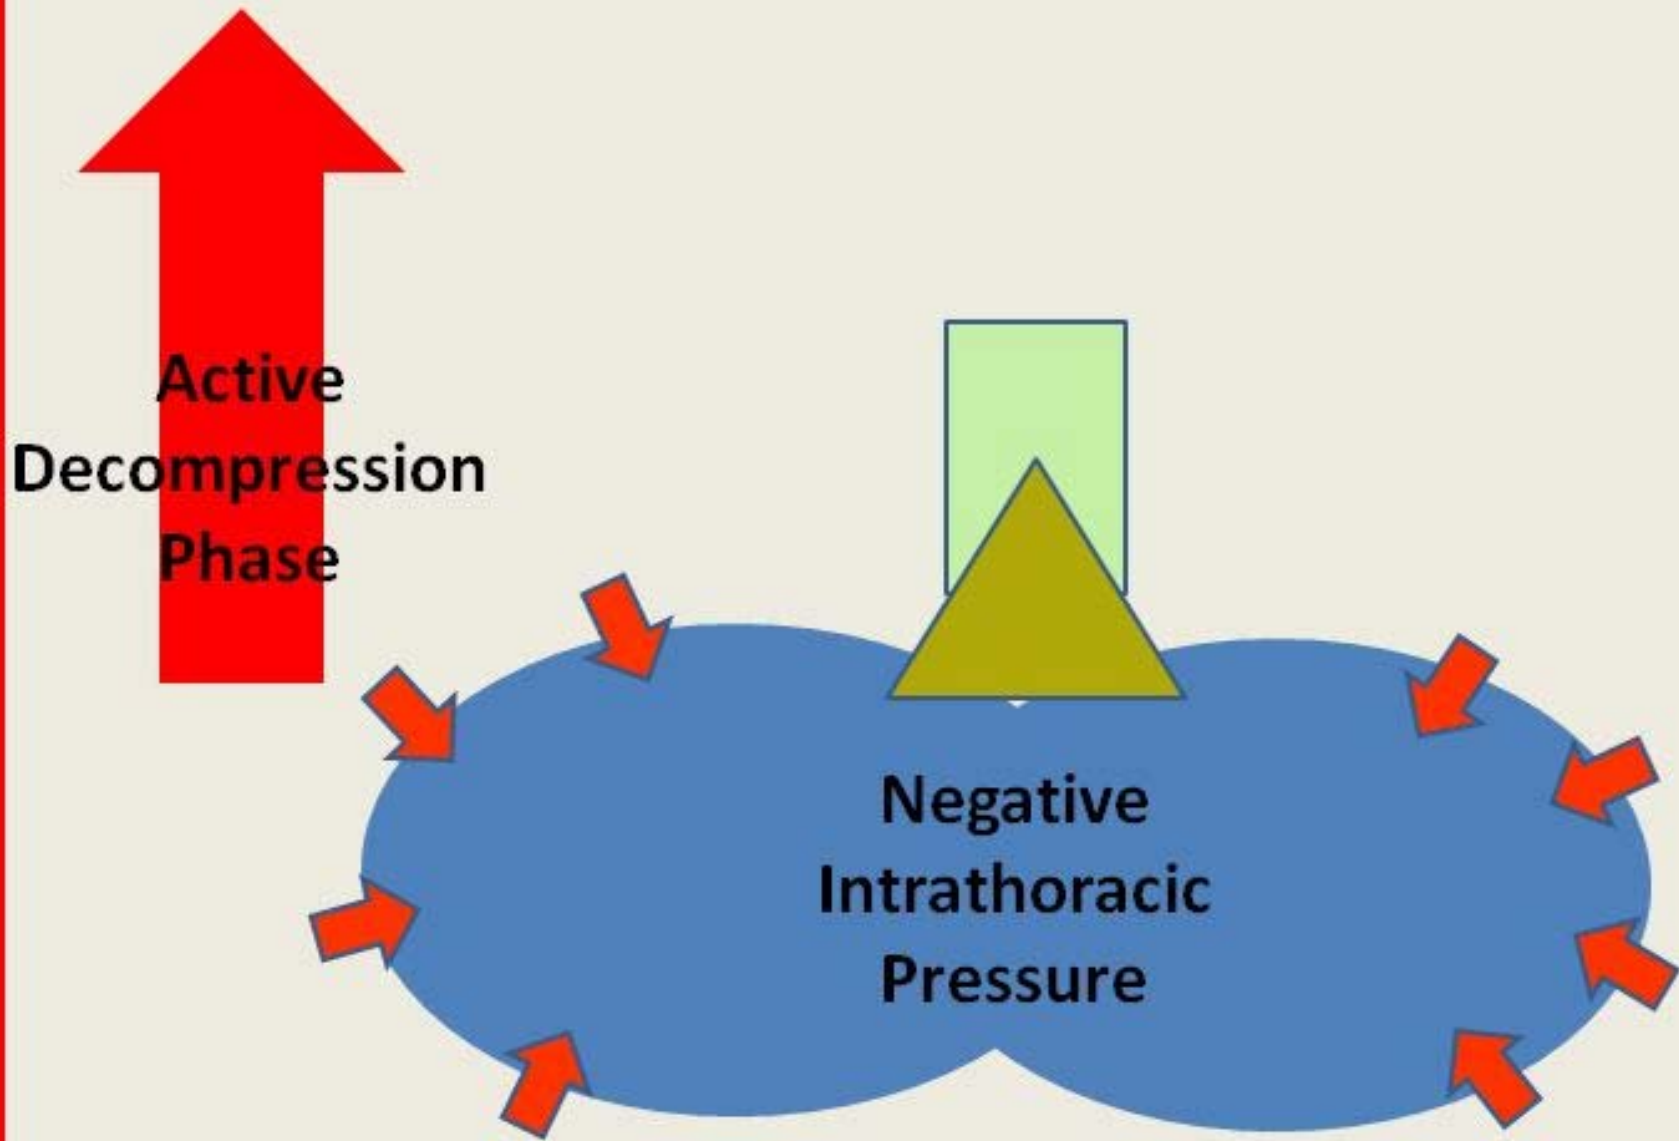 Active
Decompression
Phase
Negative
Intrathoracic
Pressure